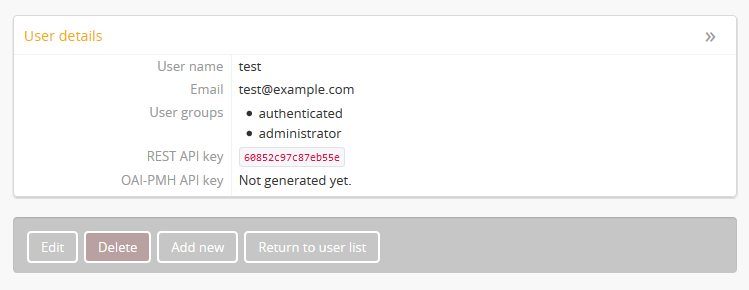 User details »
User name test
Email test@example.com
User groups • authenticated
• administrator
REST API key 60852c97c87eb55e
OAI-PMH API key Not generated yet.
Edit Delete Add new Return to user list